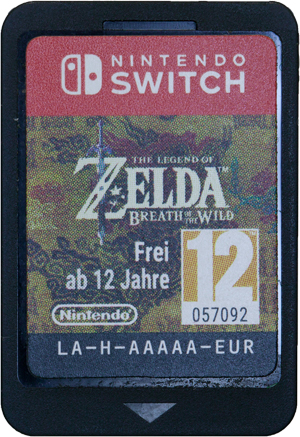 NINTENDO
SWITCH
THE LEGEND OF
ZELDA™
BREATH OF THE WILD
Frei
ab 12 Jahre
12
057092
Nintendo
LA-H-AAAAA-EUR